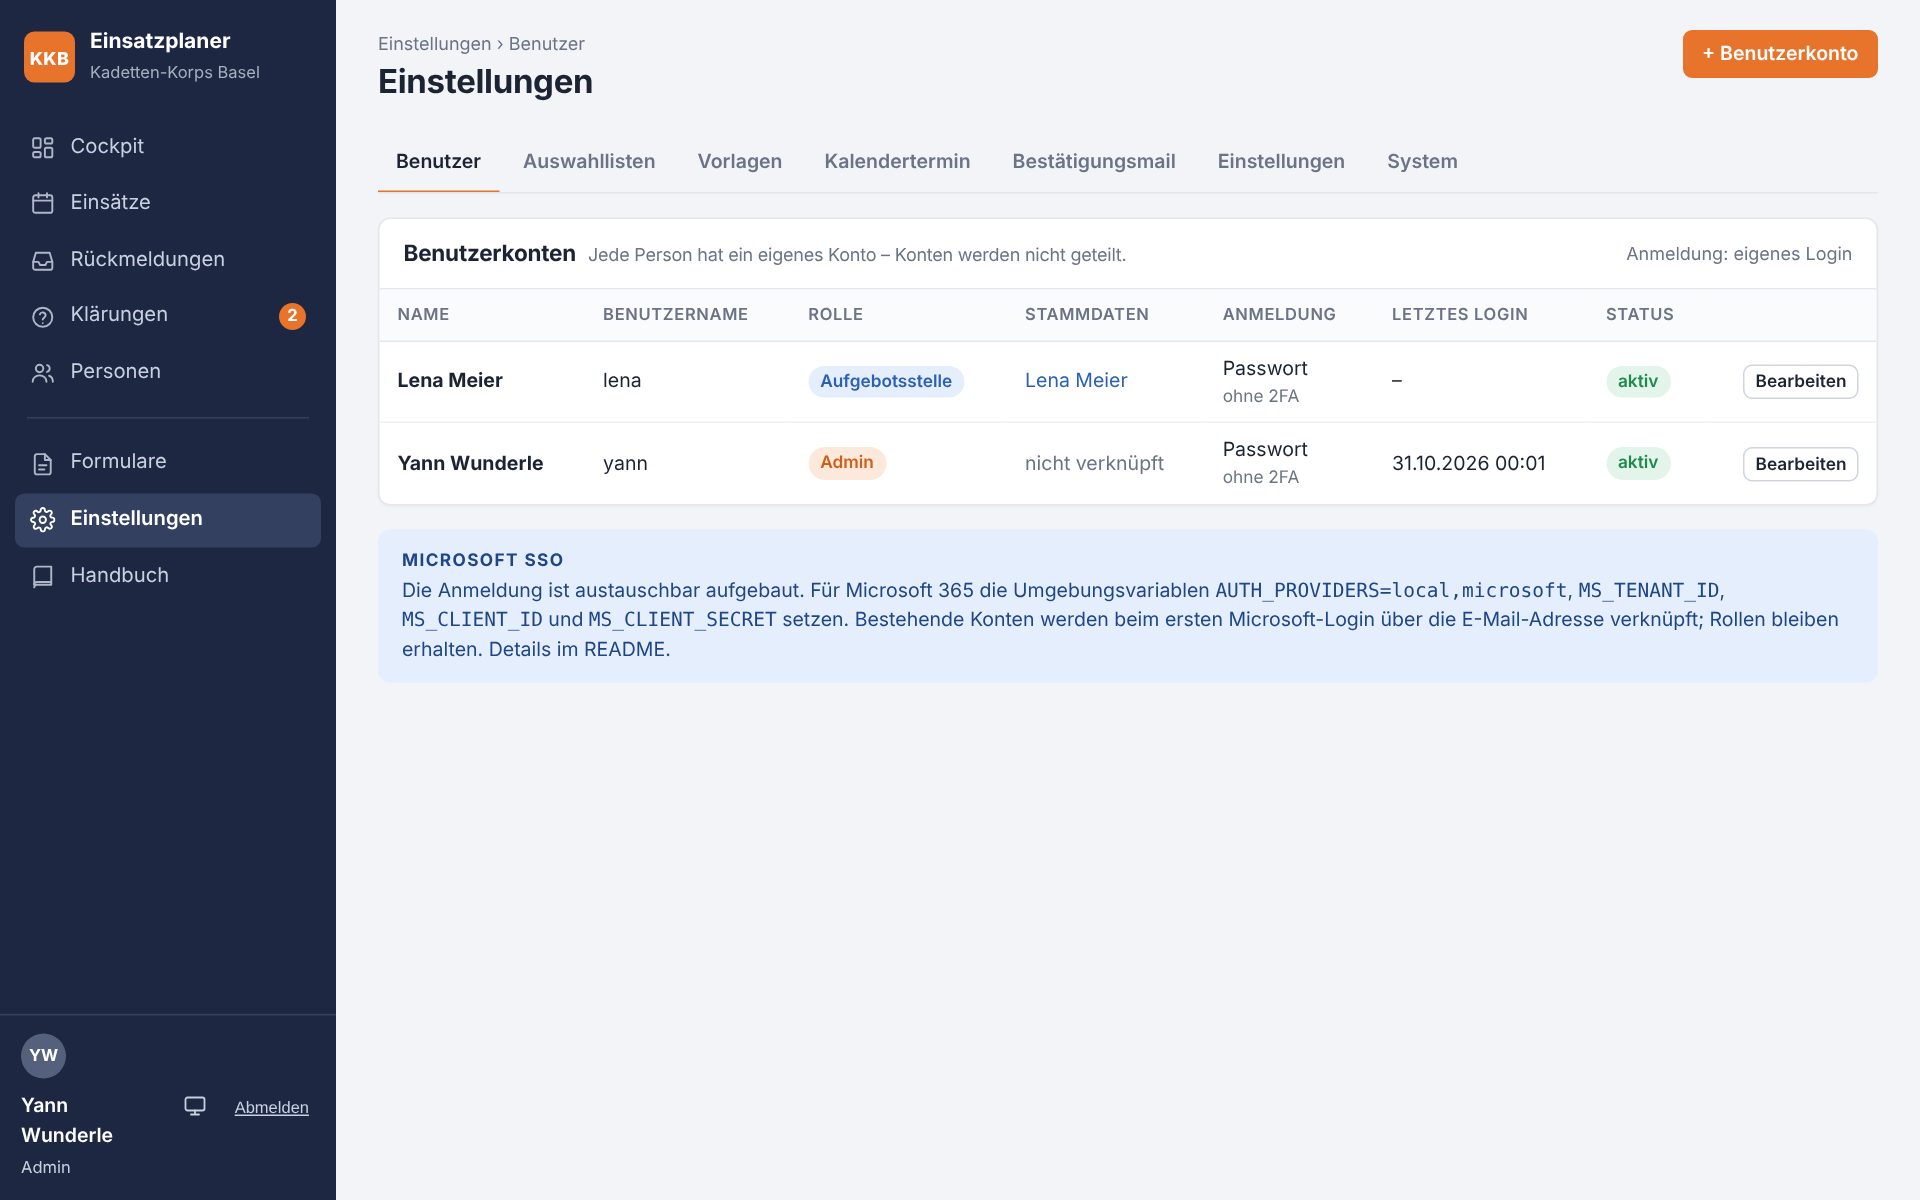 KKB
Einsatzplaner
Kadetten-Korps Basel
Cockpit
Einsätze
Rückmeldungen
Klärungen 2
Personen
Formulare
Einstellungen
Handbuch
YW
Yann
Wunderle
Admin
Abmelden
Einstellungen › Benutzer
Einstellungen
+ Benutzerkonto
Benutzer Auswahllisten Vorlagen Kalendertermin Bestätigungsmail Einstellungen System
Benutzerkonten Jede Person hat ein eigenes Konto – Konten werden nicht geteilt. Anmeldung: eigenes Login
NAME BENUTZERNAME ROLLE STAMMDATEN ANMELDUNG LETZTES LOGIN STATUS
Lena Meier lena Aufgebotsstelle Lena Meier Passwort – aktiv Bearbeiten
ohne 2FA
Yann Wunderle yann Admin nicht verknüpft Passwort 31.10.2026 00:01 aktiv Bearbeiten
ohne 2FA
MICROSOFT SSO
Die Anmeldung ist austauschbar aufgebaut. Für Microsoft 365 die Umgebungsvariablen AUTH_PROVIDERS=local,microsoft, MS_TENANT_ID,
MS_CLIENT_ID und MS_CLIENT_SECRET setzen. Bestehende Konten werden beim ersten Microsoft-Login über die E-Mail-Adresse verknüpft; Rollen bleiben
erhalten. Details im README.